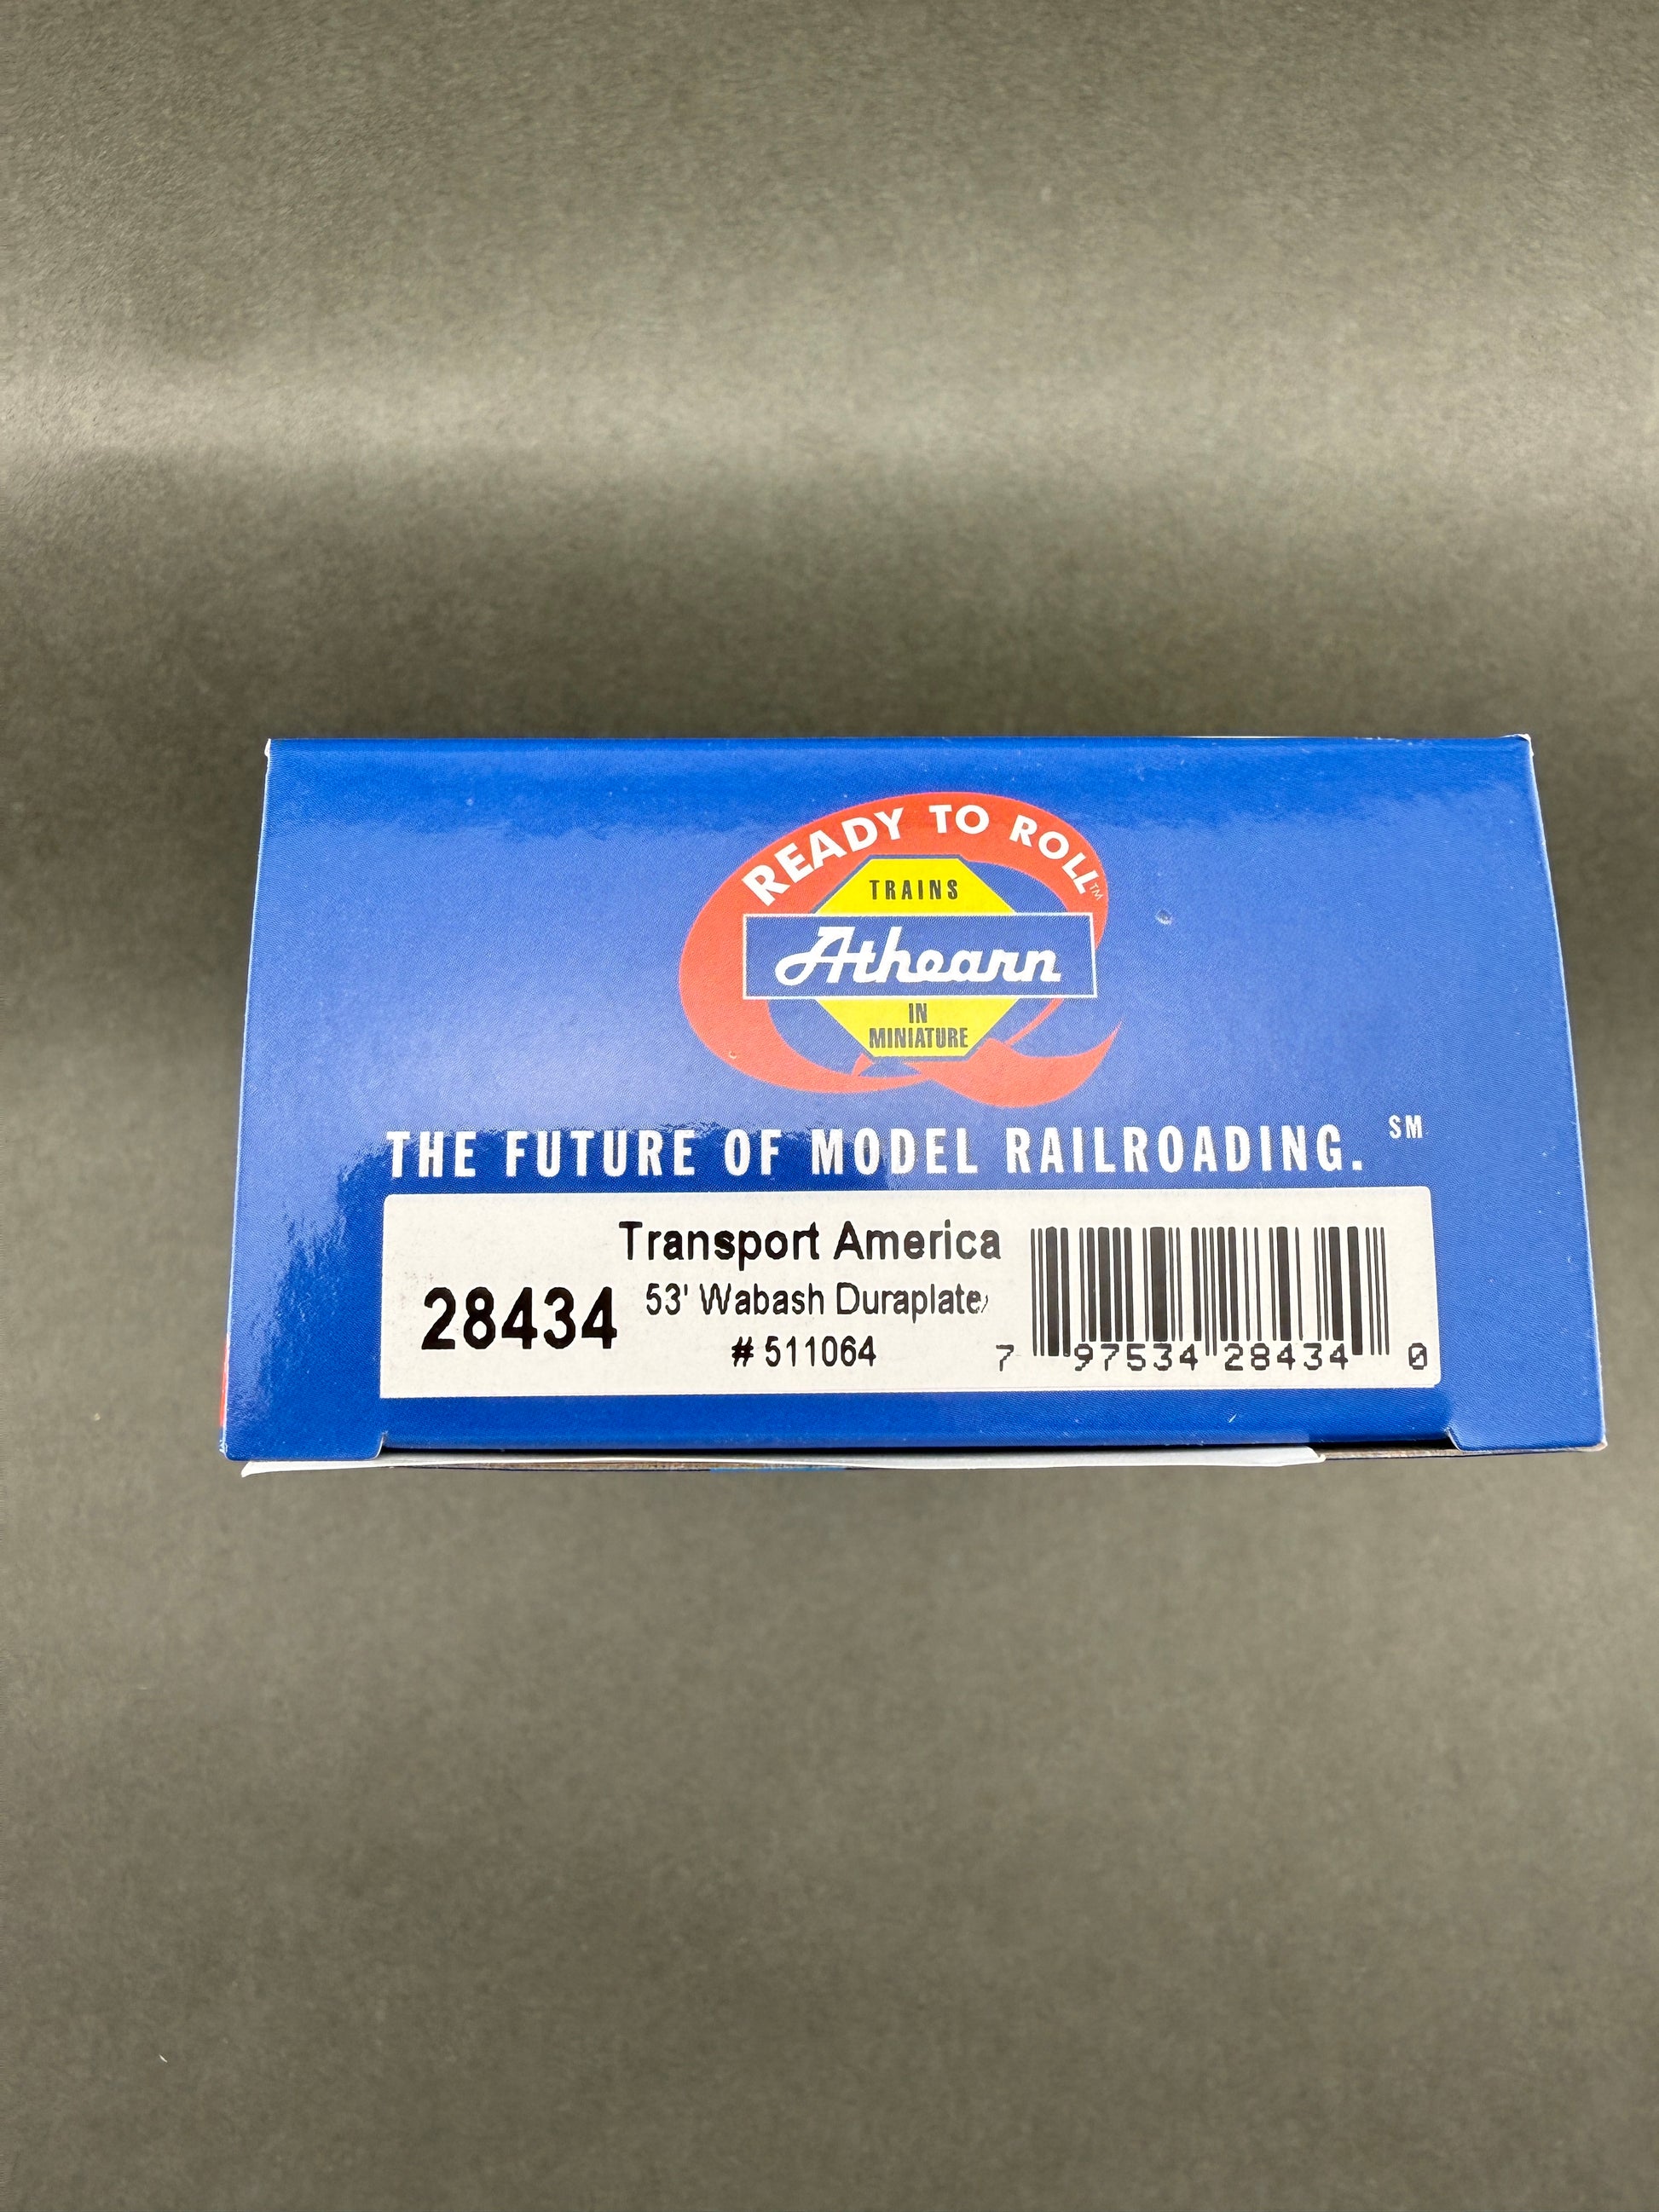 READY TO ROLL™
TRAINS
Athearn
IN
MINIATURE
THE FUTURE OF MODEL RAILROADING. SM
Transport America
28434
53' Wabash Duraplate
# 511064
7 97534 28434 0